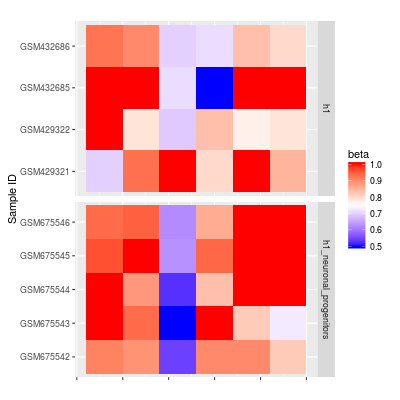 GSM432686
GSM432685
GSM429322
GSM429321
h1
GSM675546
GSM675545
GSM675544
GSM675543
GSM675542
h1_neuronal_progenitors
Sample ID
beta
1.0
0.9
0.8
0.7
0.6
0.5